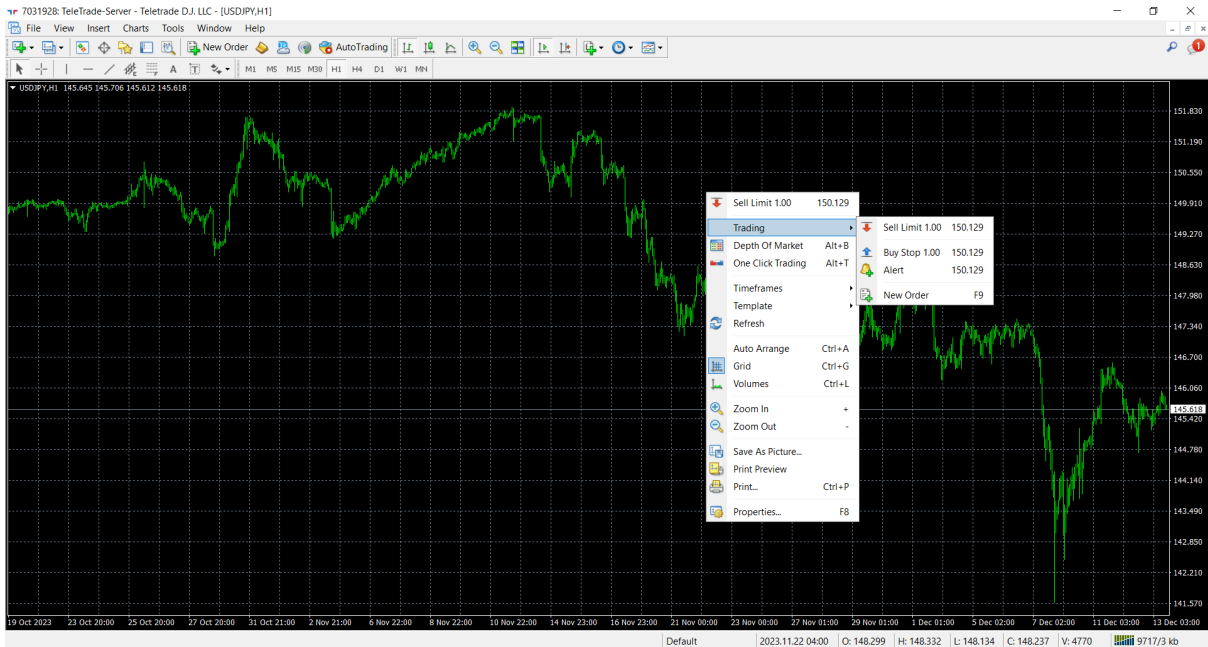 7031928: TeleTrade-Server - Teletrade D.J. LLC - [USDJPY,H1]
File View Insert Charts Tools Window Help
New Order AutoTrading 1
A T M1 M5 M15 M30 H1 H4 D1 W1 MN
USDJPY,H1 145.645 145.706 145.612 145.618
151.830
151.190
150.550
149.910
149.270
148.630
147.980
147.340
146.700
146.060
145.618
145.420
144.780
144.140
143.490
142.850
142.210
141.570
Sell Limit 1.00 150.129
Trading
Depth Of Market Alt+B
One Click Trading Alt+T
Timeframes
Template
Refresh
Auto Arrange Ctrl+A
Grid Ctrl+G
Volumes Ctrl+L
Zoom In +
Zoom Out -
Save As Picture...
Print Preview
Print... Ctrl+P
Properties... F8
Sell Limit 1.00 150.129
Buy Stop 1.00 150.129
Alert 150.129
New Order F9
19 Oct 2023 23 Oct 20:00 25 Oct 20:00 27 Oct 20:00 31 Oct 21:00 2 Nov 21:00 6 Nov 22:00 8 Nov 22:00 10 Nov 22:00 14 Nov 23:00 16 Nov 23:00 21 Nov 00:00 23 Nov 00:00 27 Nov 01:00 29 Nov 01:00 1 Dec 01:00 5 Dec 02:00 7 Dec 02:00 11 Dec 03:00 13 Dec 03:00
Default 2023.11.22 04:00 O: 148.299 H: 148.332 L: 148.134 C: 148.237 V: 4770 9717/3 kb